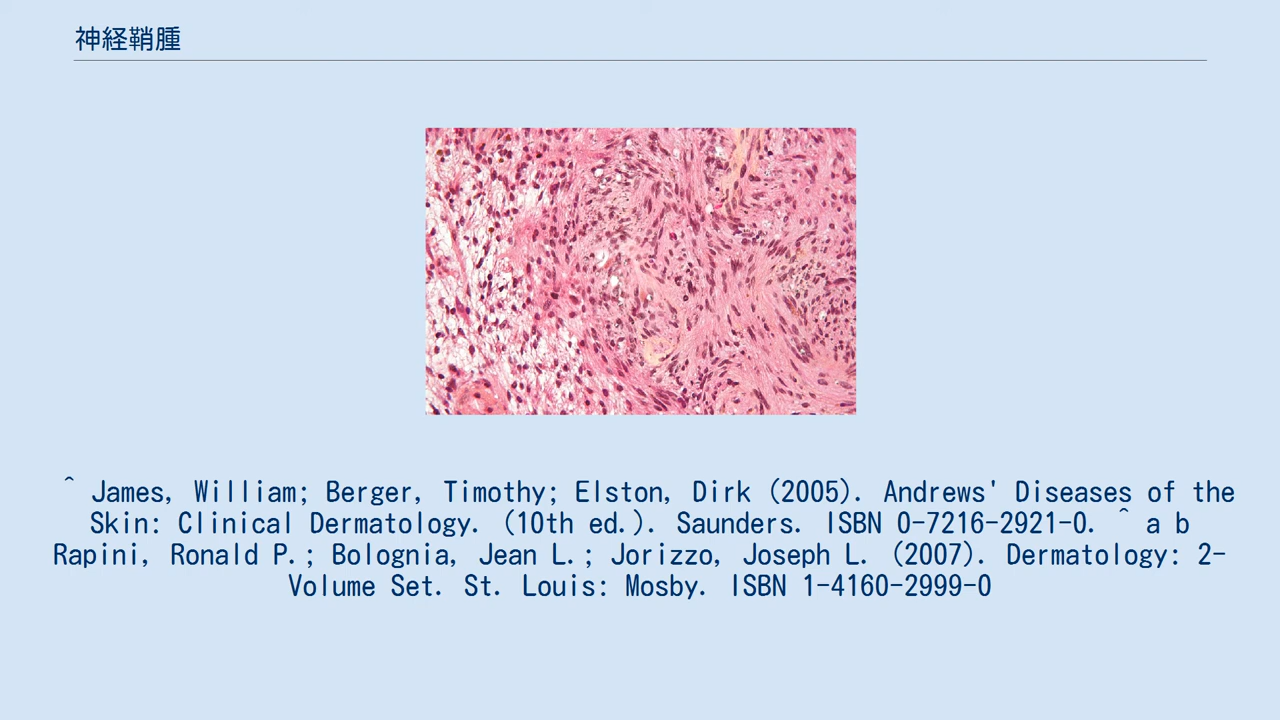 神経鞘腫
^ James, William; Berger, Timothy; Elston, Dirk (2005). Andrews' Diseases of the
Skin: Clinical Dermatology. (10th ed.). Saunders. ISBN 0-7216-2921-0. ^ a b
Rapini, Ronald P.; Bolognia, Jean L.; Jorizzo, Joseph L. (2007). Dermatology: 2-
Volume Set. St. Louis: Mosby. ISBN 1-4160-2999-0